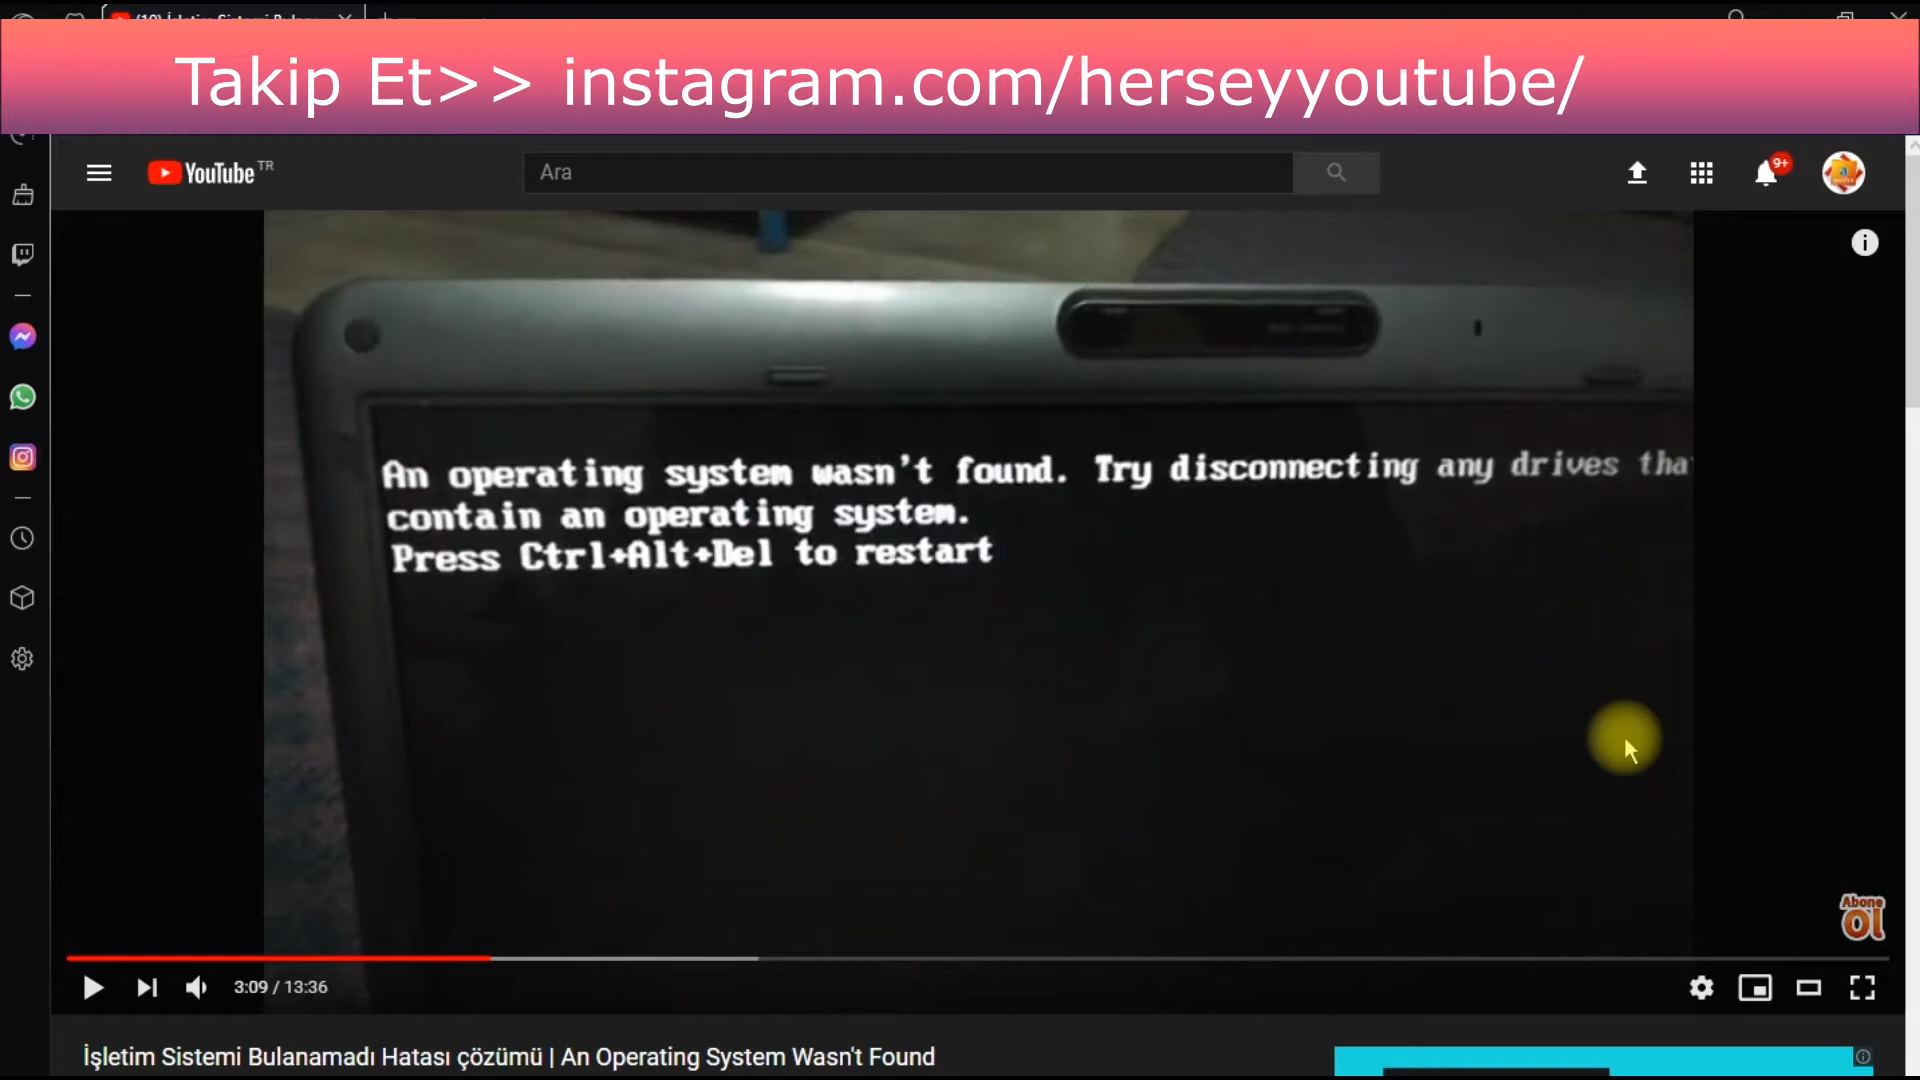 Takip Et>> instagram.com/herseyyoutube/
YouTube TR
Ara
9+
An operating system wasn't found. Try disconnecting any drives
contain an operating system.
Press Ctrl+Alt+Del to restart
Abone
Ol
3:09 / 13:36
İşletim Sistemi Bulanamadı Hatası çözümü | An Operating System Wasn't Found